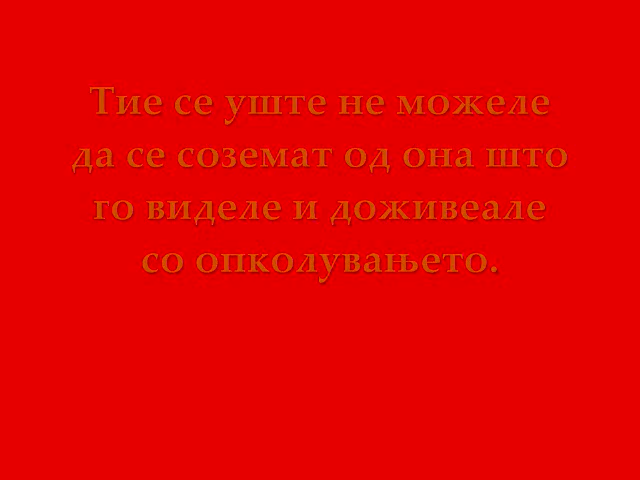 Тие се уште не можеле
да се соземат од она што
го виделе и доживеале
со опколувањето.